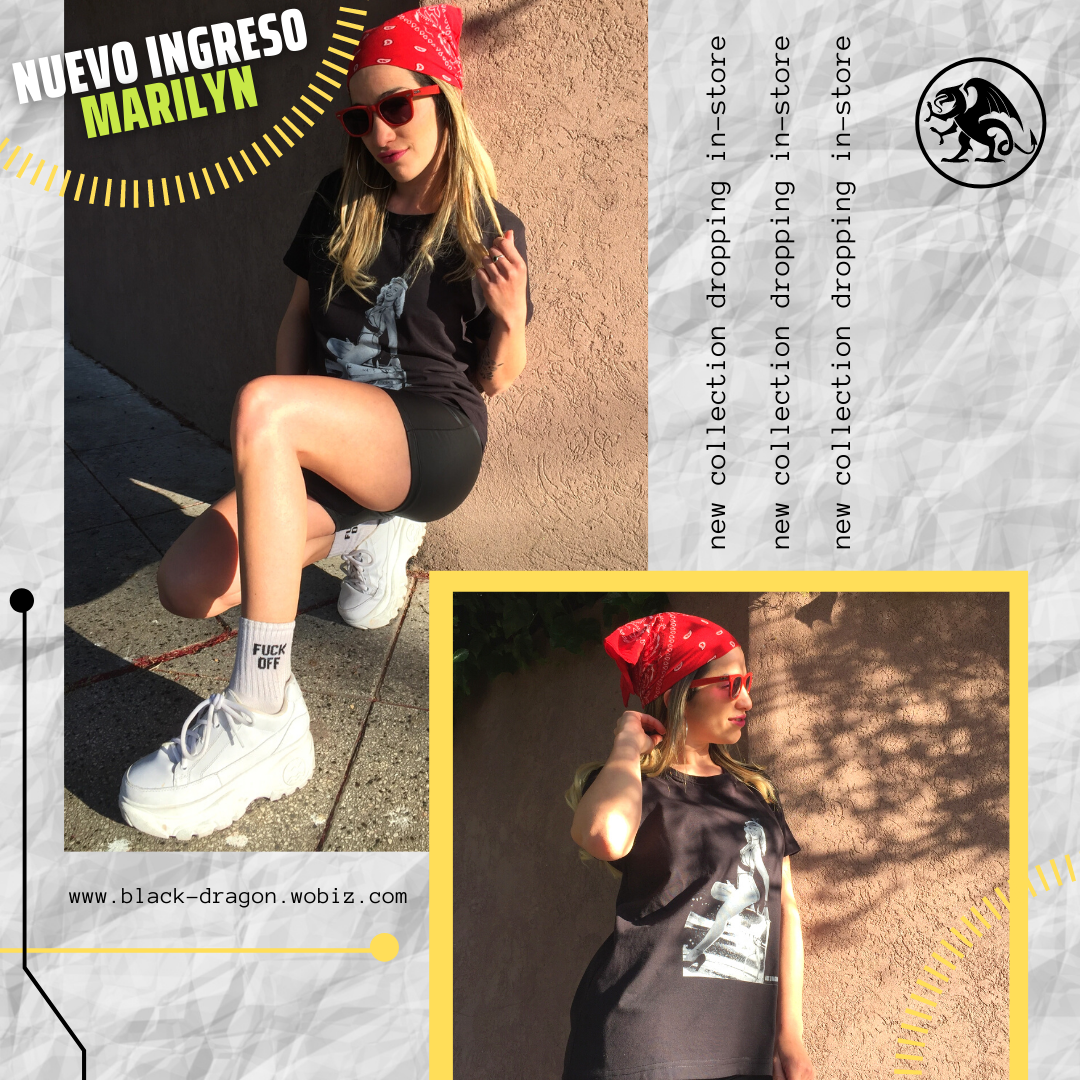 NUEVO INGRESO
MARILYN
new collection dropping in-store
new collection dropping in-store
new collection dropping in-store
FUCK
OFF
www.black-dragon.wobiz.com